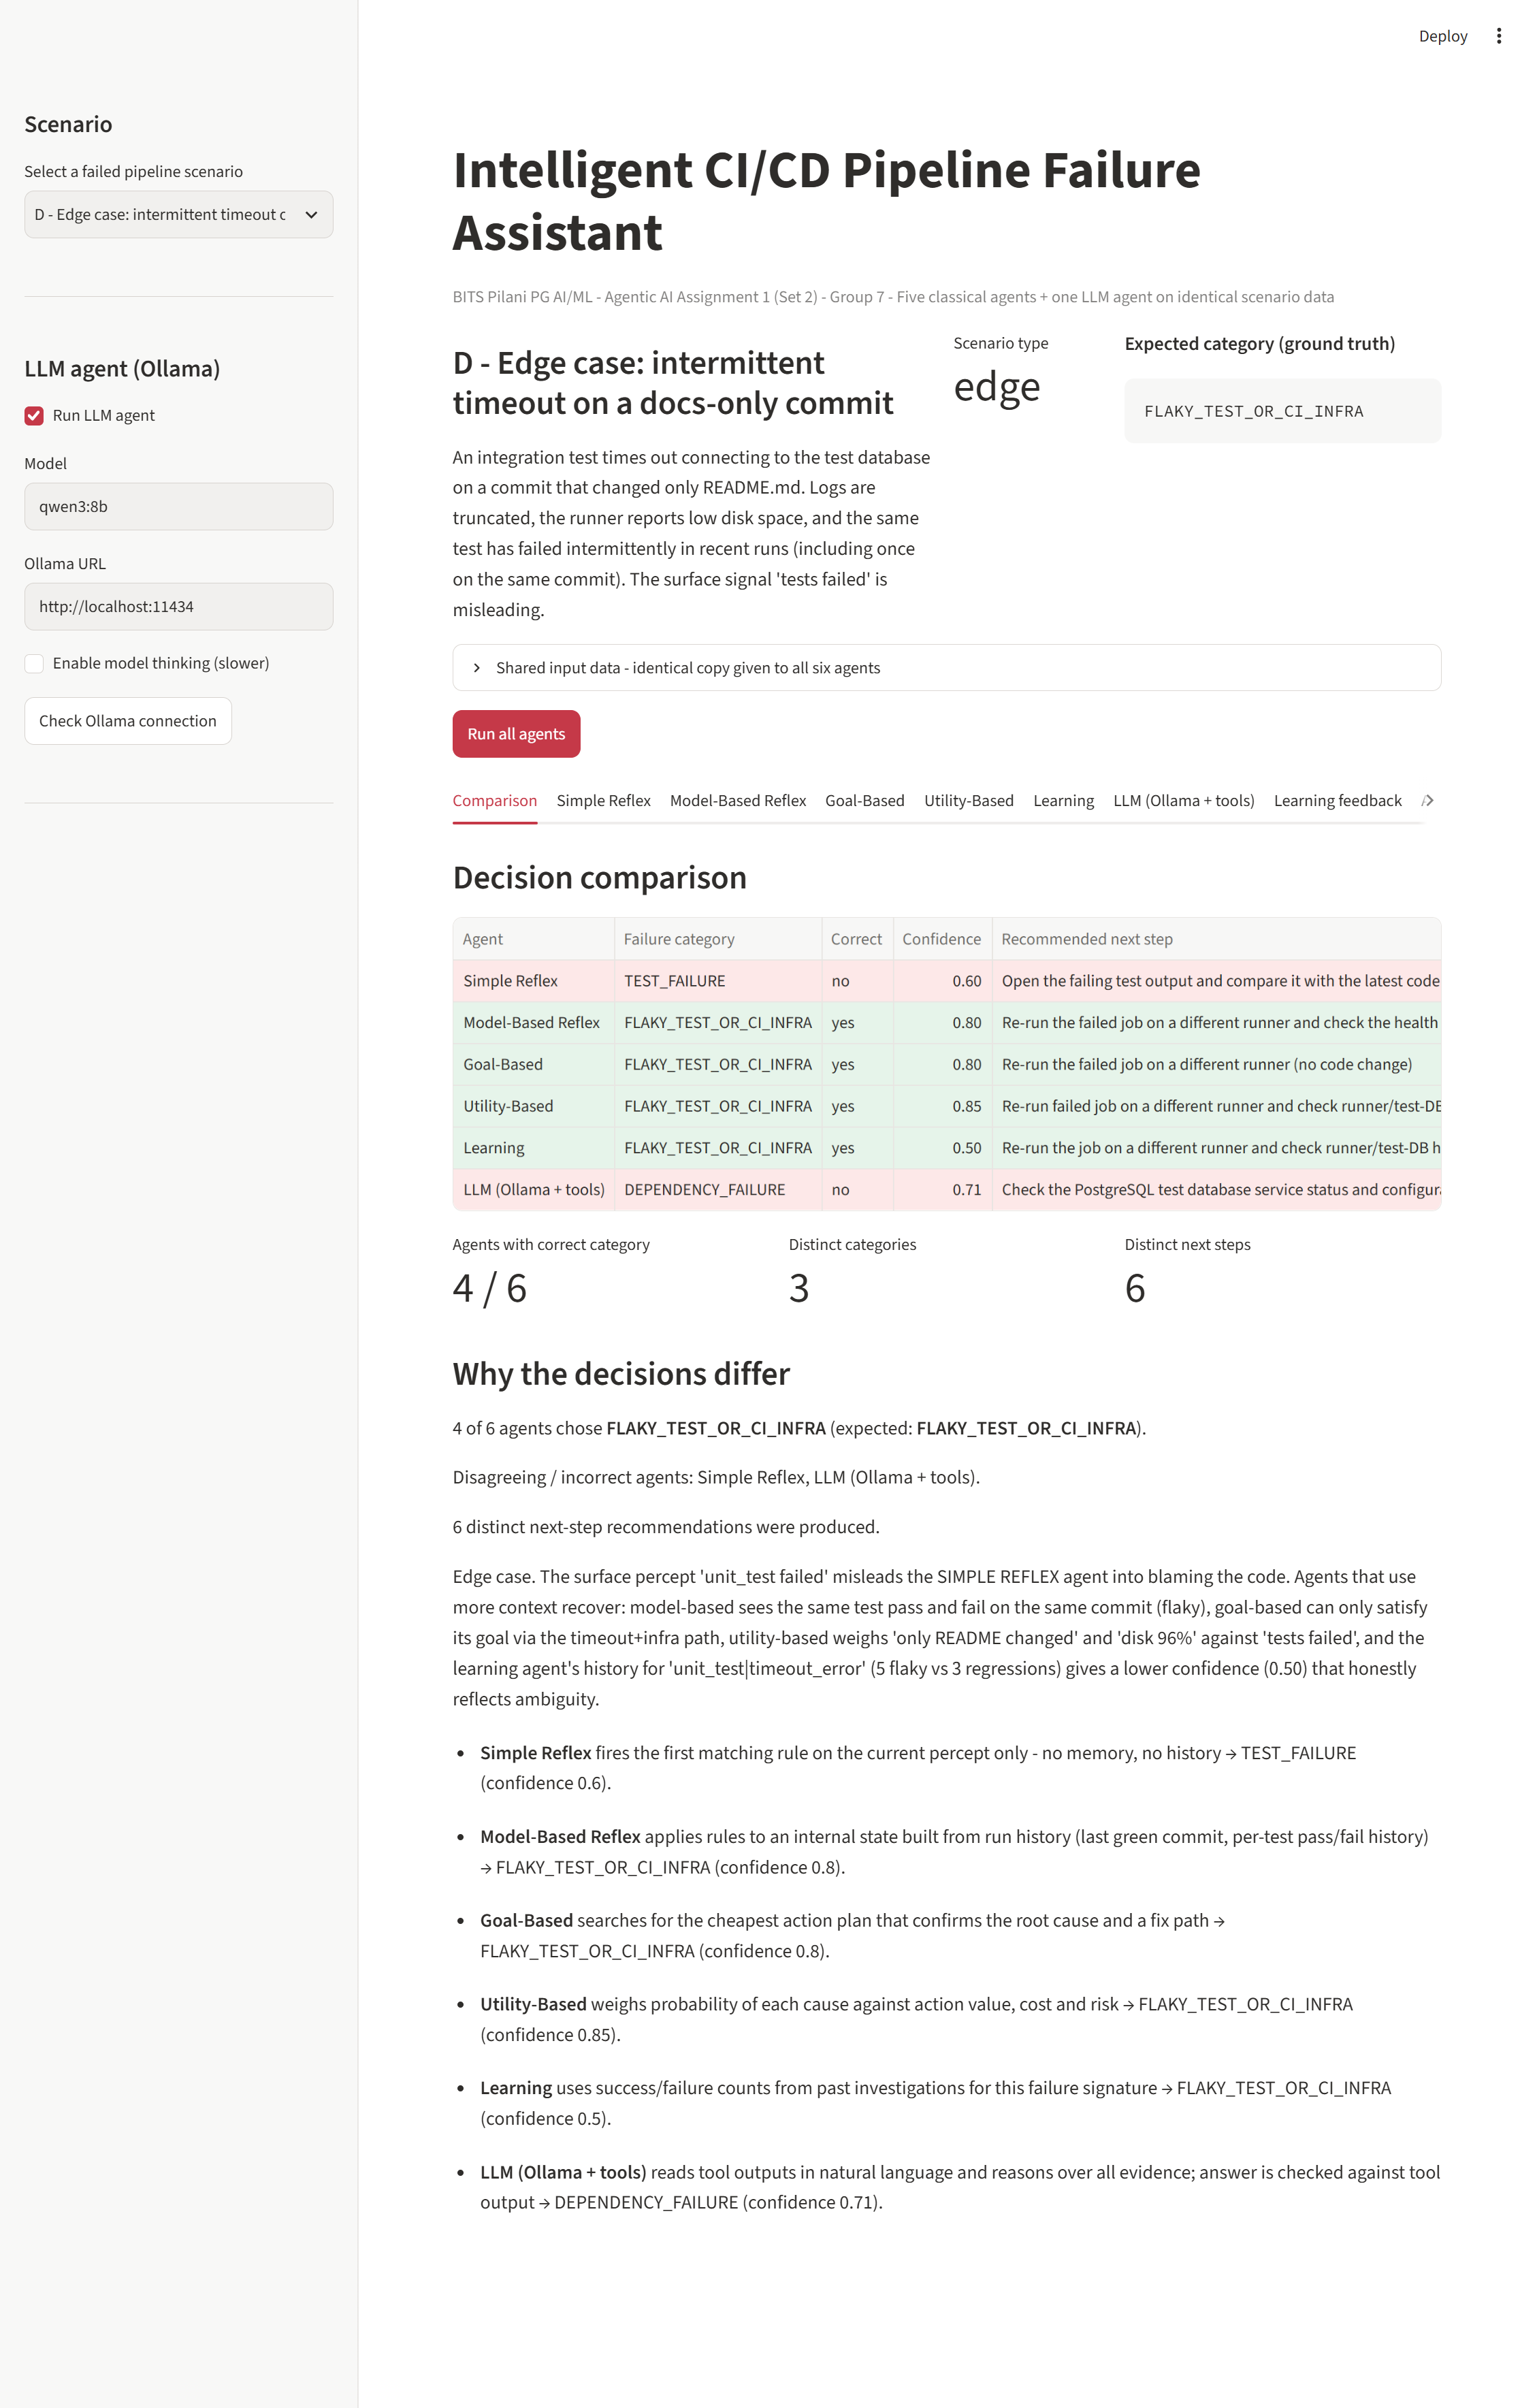 Deploy
Scenario
Select a failed pipeline scenario
D - Edge case: intermittent timeout c
LLM agent (Ollama)
Run LLM agent
Model
qwen3:8b
Ollama URL
http://localhost:11434
Enable model thinking (slower)
Check Ollama connection
Intelligent CI/CD Pipeline Failure
Assistant
BITS Pilani PG AI/ML - Agentic AI Assignment 1 (Set 2) - Group 7 - Five classical agents + one LLM agent on identical scenario data
D - Edge case: intermittent
timeout on a docs-only commit
An integration test times out connecting to the test database
on a commit that changed only README.md. Logs are
truncated, the runner reports low disk space, and the same
test has failed intermittently in recent runs (including once
on the same commit). The surface signal 'tests failed' is
misleading.
Scenario type
edge
Expected category (ground truth)
FLAKY_TEST_OR_CI_INFRA
Shared input data - identical copy given to all six agents
Run all agents
Comparison Simple Reflex Model-Based Reflex Goal-Based Utility-Based Learning LLM (Ollama + tools) Learning feedback
Decision comparison
Agent Failure category Correct Confidence Recommended next step
Simple Reflex TEST_FAILURE no 0.60 Open the failing test output and compare it with the latest code
Model-Based Reflex FLAKY_TEST_OR_CI_INFRA yes 0.80 Re-run the failed job on a different runner and check the health
Goal-Based FLAKY_TEST_OR_CI_INFRA yes 0.80 Re-run the failed job on a different runner (no code change)
Utility-Based FLAKY_TEST_OR_CI_INFRA yes 0.85 Re-run failed job on a different runner and check runner/test-DB
Learning FLAKY_TEST_OR_CI_INFRA yes 0.50 Re-run the job on a different runner and check runner/test-DB h
LLM (Ollama + tools) DEPENDENCY_FAILURE no 0.71 Check the PostgreSQL test database service status and configur
Agents with correct category Distinct categories Distinct next steps
4 / 6 3 6
Why the decisions differ
4 of 6 agents chose FLAKY_TEST_OR_CI_INFRA (expected: FLAKY_TEST_OR_CI_INFRA).
Disagreeing / incorrect agents: Simple Reflex, LLM (Ollama + tools).
6 distinct next-step recommendations were produced.
Edge case. The surface percept 'unit_test failed' misleads the SIMPLE REFLEX agent into blaming the code. Agents that use
more context recover: model-based sees the same test pass and fail on the same commit (flaky), goal-based can only satisfy
its goal via the timeout+infra path, utility-based weighs 'only README changed' and 'disk 96%' against 'tests failed', and the
learning agent's history for 'unit_test|timeout_error' (5 flaky vs 3 regressions) gives a lower confidence (0.50) that honestly
reflects ambiguity.
• Simple Reflex fires the first matching rule on the current percept only - no memory, no history → TEST_FAILURE
(confidence 0.6).
• Model-Based Reflex applies rules to an internal state built from run history (last green commit, per-test pass/fail history)
→ FLAKY_TEST_OR_CI_INFRA (confidence 0.8).
• Goal-Based searches for the cheapest action plan that confirms the root cause and a fix path →
FLAKY_TEST_OR_CI_INFRA (confidence 0.8).
• Utility-Based weighs probability of each cause against action value, cost and risk → FLAKY_TEST_OR_CI_INFRA
(confidence 0.85).
• Learning uses success/failure counts from past investigations for this failure signature → FLAKY_TEST_OR_CI_INFRA
(confidence 0.5).
• LLM (Ollama + tools) reads tool outputs in natural language and reasons over all evidence; answer is checked against tool
output → DEPENDENCY_FAILURE (confidence 0.71).